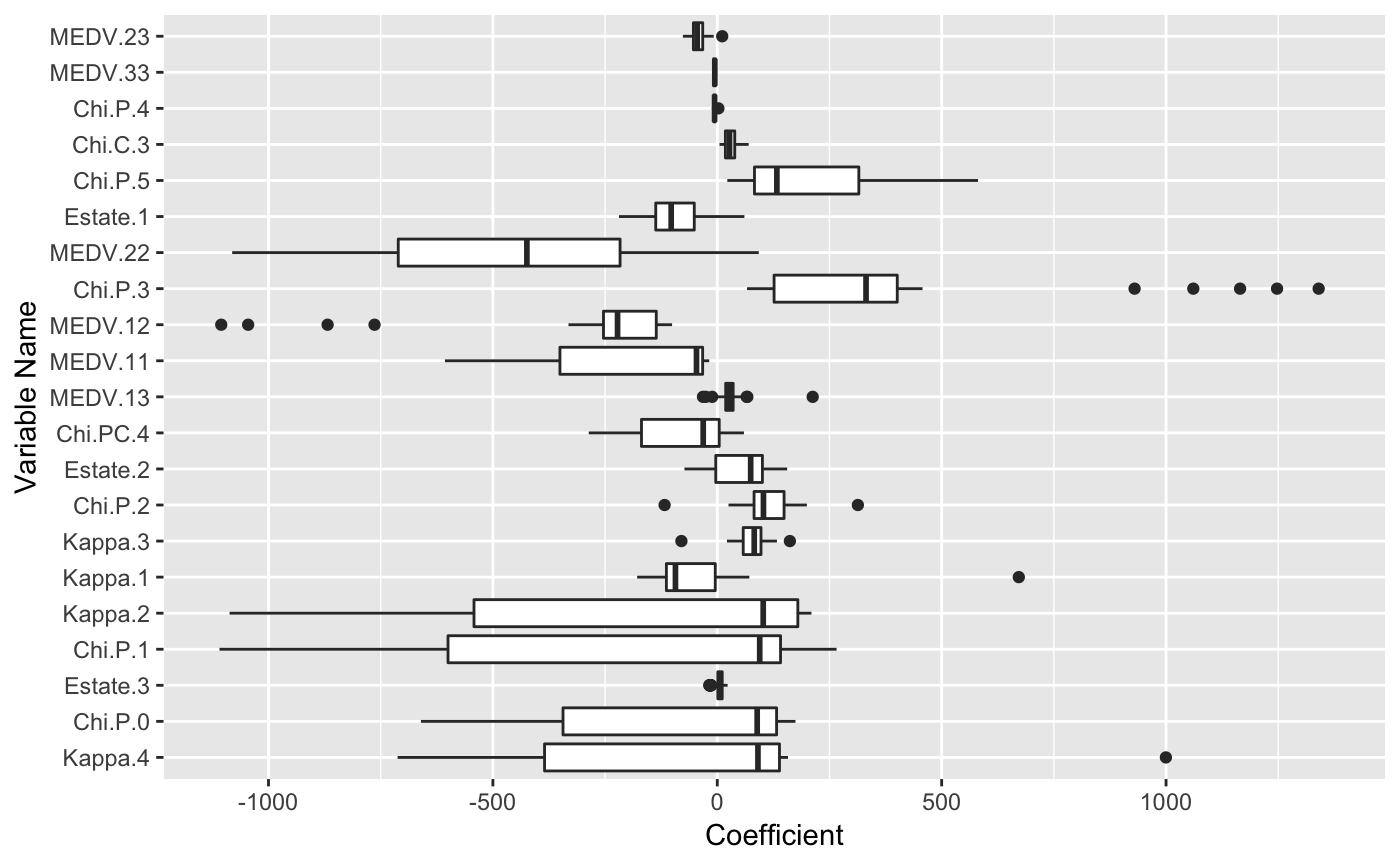 MEDV.23
MEDV.33
Chi.P.4
Chi.C.3
Chi.P.5
Estate.1
MEDV.22
Chi.P.3
MEDV.12
MEDV.11
MEDV.13
Chi.PC.4
Estate.2
Chi.P.2
Kappa.3
Kappa.1
Kappa.2
Chi.P.1
Estate.3
Chi.P.0
Kappa.4
Variable Name
-1000 -500 0 500 1000
Coefficient